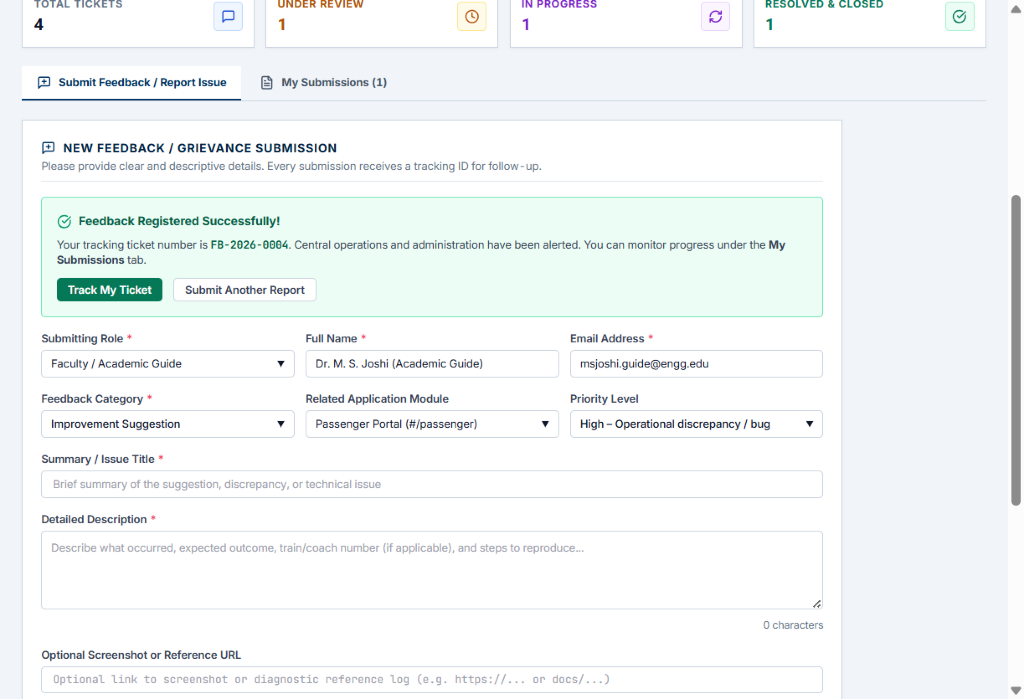 TOTAL TICKETS
4
UNDER REVIEW
1
IN PROGRESS
1
RESOLVED & CLOSED
1
Submit Feedback / Report Issue
My Submissions (1)
NEW FEEDBACK / GRIEVANCE SUBMISSION
Please provide clear and descriptive details. Every submission receives a tracking ID for follow-up.
Feedback Registered Successfully!
Your tracking ticket number is FB-2026-0004. Central operations and administration have been alerted. You can monitor progress under the My
Submissions tab.
Track My Ticket
Submit Another Report
Submitting Role *
Full Name *
Email Address *
Faculty / Academic Guide
Dr. M. S. Joshi (Academic Guide)
msjoshi.guide@engg.edu
Feedback Category *
Related Application Module
Priority Level
Improvement Suggestion
Passenger Portal (#/passenger)
High – Operational discrepancy / bug
Summary / Issue Title *
Brief summary of the suggestion, discrepancy, or technical issue
Detailed Description *
Describe what occurred, expected outcome, train/coach number (if applicable), and steps to reproduce...
0 characters
Optional Screenshot or Reference URL
Optional link to screenshot or diagnostic reference log (e.g. https://... or docs/...)